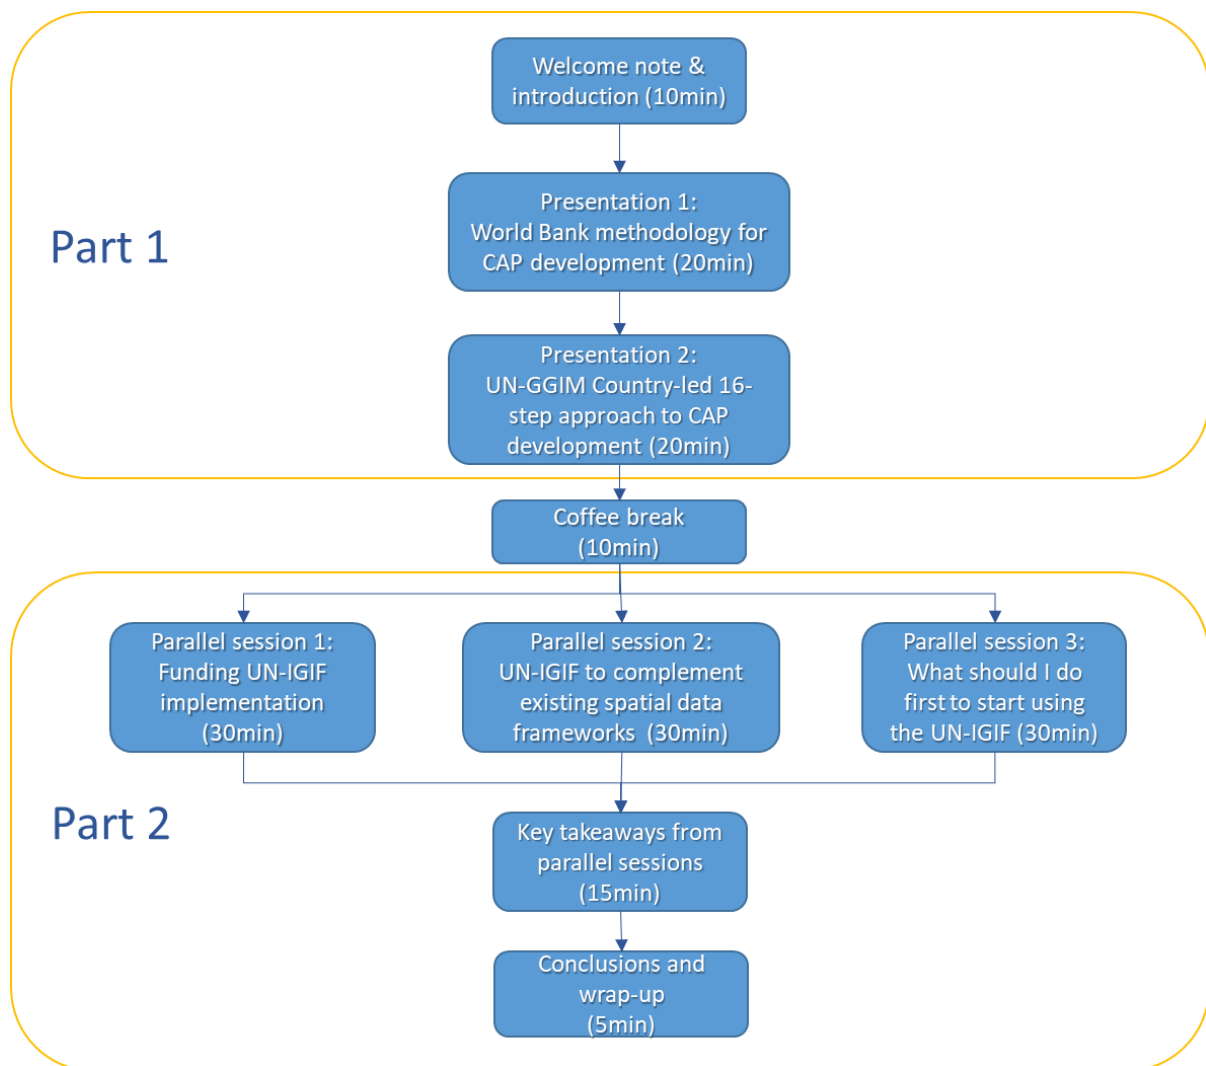 Part 1
Welcome note &
introduction (10min)
Presentation 1:
World Bank methodology for
CAP development (20min)
Presentation 2:
UN-GGIM Country-led 16-
step approach to CAP
development (20min)
Coffee break
(10min)
Part 2
Parallel session 1:
Funding UN-IGIF
implementation
(30min)
Parallel session 2:
UN-IGIF to complement
existing spatial data
frameworks (30min)
Parallel session 3:
What should I do
first to start using
the UN-IGIF (30min)
Key takeaways from
parallel sessions
(15min)
Conclusions and
wrap-up
(5min)